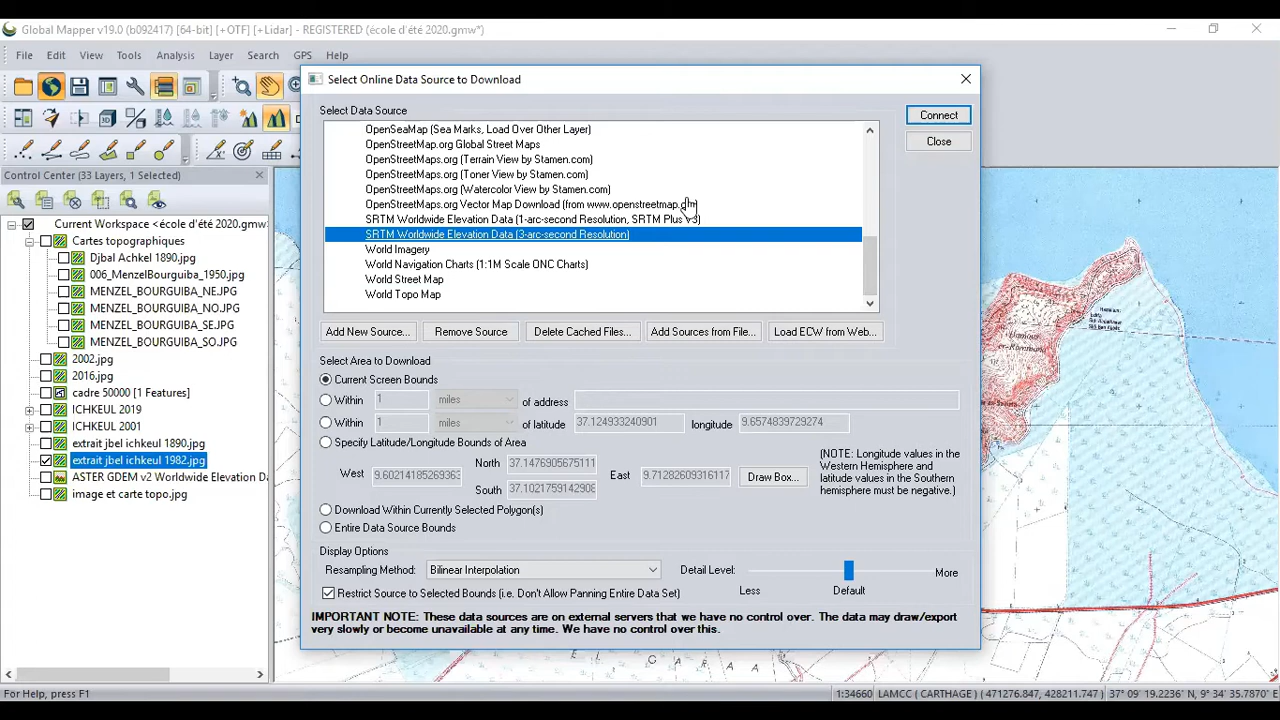 Global Mapper v19.0 (b092417) [64-bit] [+OTF] [+Lidar] - REGISTERED (école d'été 2020.gmw*)
File Edit View Tools Analysis Layer Search GPS Help
Select Online Data Source to Download
Select Data Source
OpenSeaMap (Sea Marks, Load Over Other Layer)
OpenStreetMap.org Global Street Maps
OpenStreetMaps.org (Terrain View by Stamen.com)
OpenStreetMaps.org (Toner View by Stamen.com)
OpenStreetMaps.org (Watercolor View by Stamen.com)
OpenStreetMaps.org Vector Map Download (from www.openstreetmap.org)
SRTM Worldwide Elevation Data (1-arc-second Resolution, SRTM Plus V3)
SRTM Worldwide Elevation Data (3-arc-second Resolution)
World Imagery
World Navigation Charts (1:1M Scale ONC Charts)
World Street Map
World Topo Map
Connect
Close
Add New Source... Remove Source Delete Cached Files... Add Sources from File... Load ECW from Web...
Select Area to Download
Current Screen Bounds
Within 1 miles of address
Within 1 miles of latitude 37.124933240901 longitude 9.6574839729274
Specify Latitude/Longitude Bounds of Area
West 9.60214185269363 North 37.1476905675111 East 9.71282609316117 Draw Box...
South 37.1021759142908
(NOTE: Longitude values in the
Western Hemisphere and
latitude values in the Southern
hemisphere must be negative.)
Download Within Currently Selected Polygon(s)
Entire Data Source Bounds
Display Options
Resampling Method: Bilinear Interpolation Detail Level: More
Less Default
Restrict Source to Selected Bounds (i.e. Don't Allow Panning Entire Data Set)
IMPORTANT NOTE: These data sources are on external servers that we have no control over. The data may draw/export
very slowly or become unavailable at any time. We have no control over this.
Control Center (33 Layers, 1 Selected)
Current Workspace <école d'été 2020.gmw
Cartes topographiques
Djbal Achkel 1890.jpg
006_MenzelBourguiba_1950.jpg
MENZEL_BOURGUIBA_NE.JPG
MENZEL_BOURGUIBA_NO.JPG
MENZEL_BOURGUIBA_SE.JPG
MENZEL_BOURGUIBA_SO.JPG
2002.jpg
2016.jpg
cadre 50000 [1 Features]
ICHKEUL 2019
ICHKEUL 2001
extrait jbel ichkeul 1890.jpg
extrait jbel ichkeul 1982.jpg
ASTER GDEM v2 Worldwide Elevation Da
image et carte topo.jpg
For Help, press F1
1:34660 LAMCC (CARTHAGE) ( 471276.847, 428211.747 ) 37° 09' 19.2236" N, 9° 34' 35.7870" E